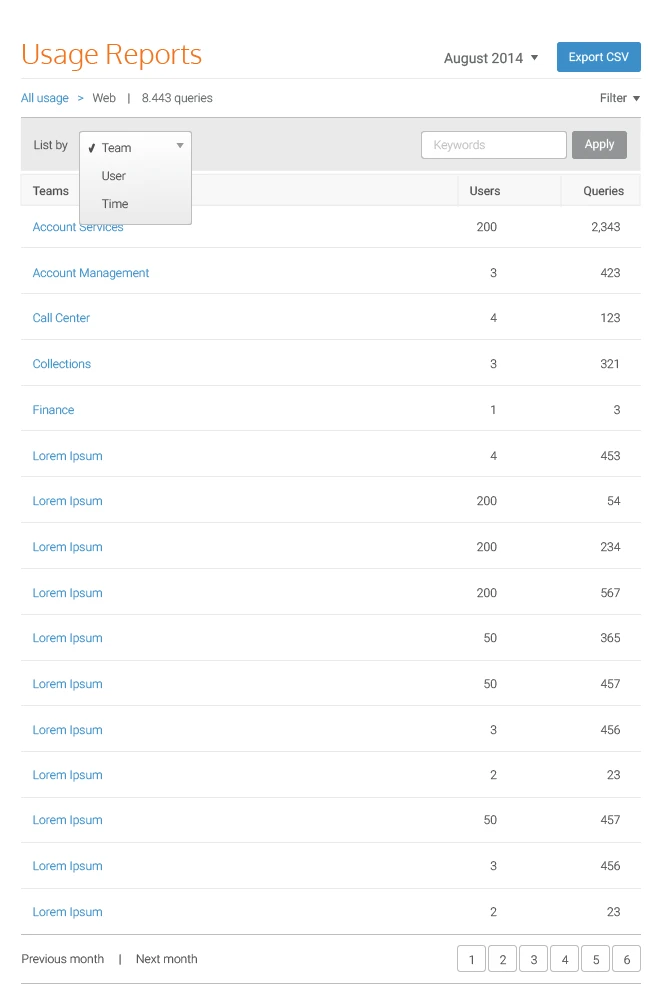 Usage Reports August 2014 ▼ Export CSV
All usage > Web | 8.443 queries Filter ▼
List by ✔ Team ▼ Keywords Apply
User
Teams Users Queries
Time
Account Services 200 2,343
Account Management 3 423
Call Center 4 123
Collections 3 321
Finance 1 3
Lorem Ipsum 4 453
Lorem Ipsum 200 54
Lorem Ipsum 200 234
Lorem Ipsum 200 567
Lorem Ipsum 50 365
Lorem Ipsum 50 457
Lorem Ipsum 3 456
Lorem Ipsum 2 23
Lorem Ipsum 50 457
Lorem Ipsum 3 456
Lorem Ipsum 2 23
Previous month | Next month 1 2 3 4 5 6